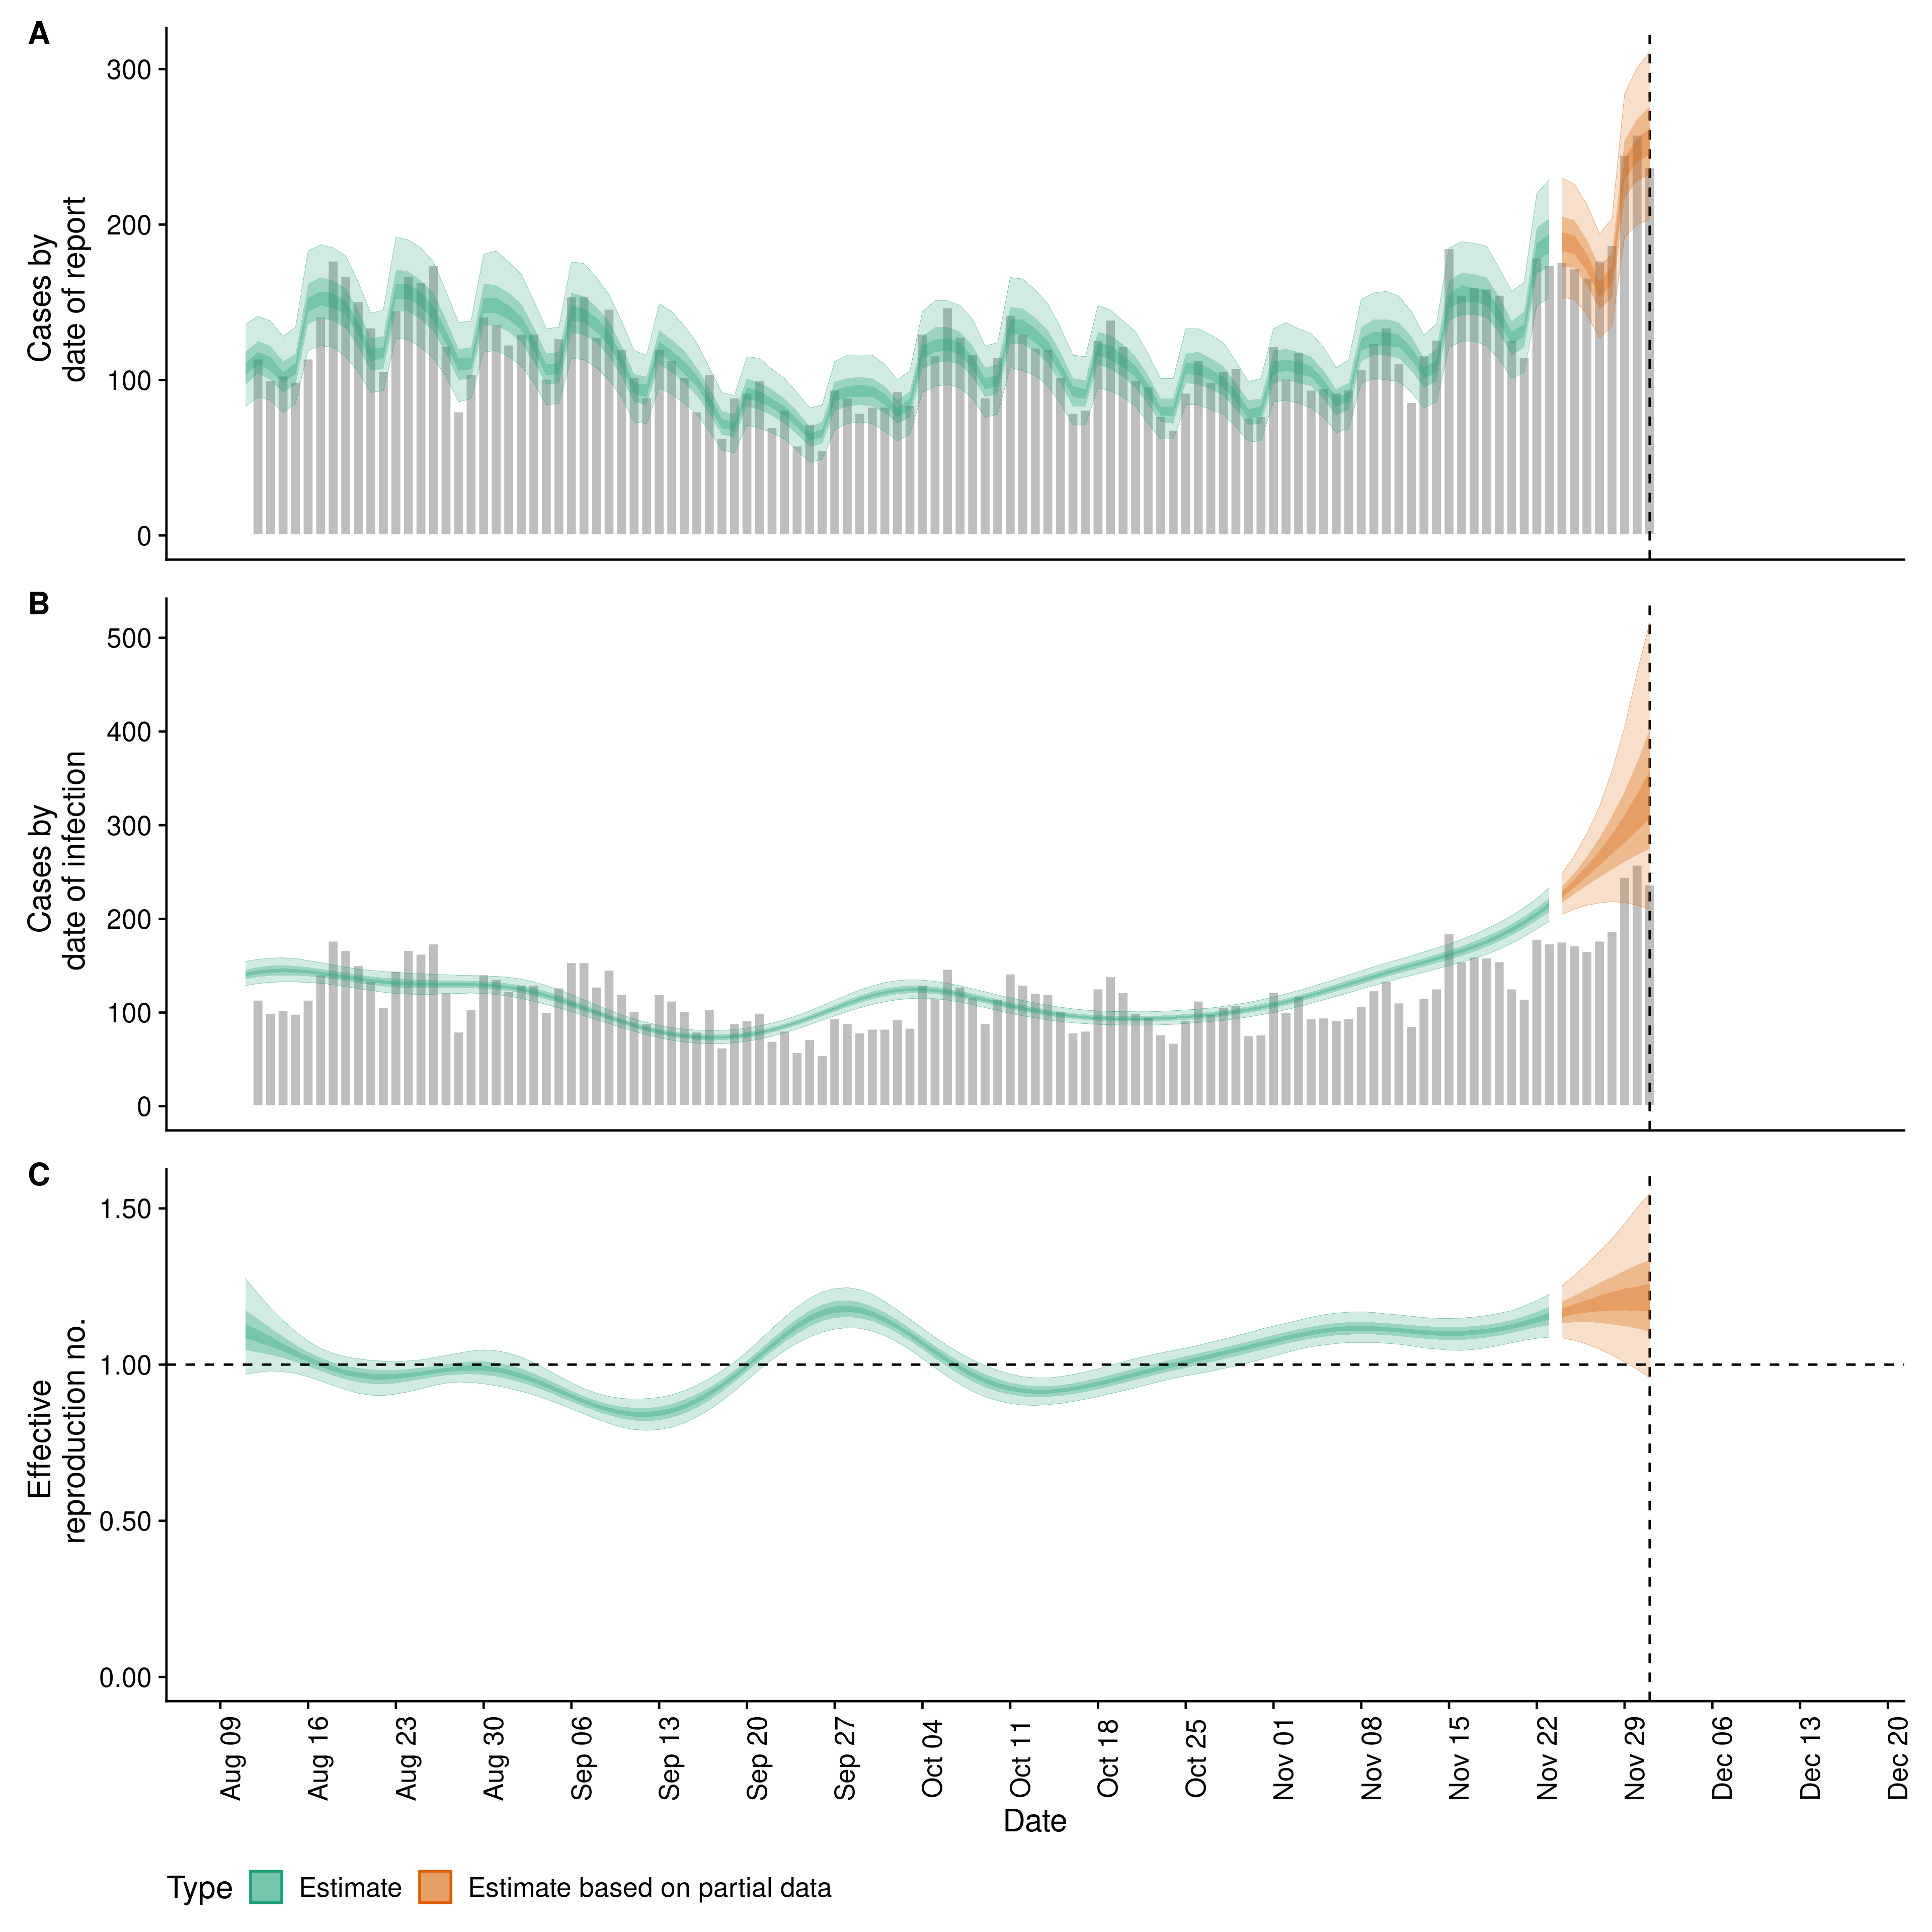 A
300
200
100
0
Cases by
date of report
B
500
400
300
200
100
0
Cases by
date of infection
C
1.50
1.00
0.50
0.00
Effective
reproduction no.
Aug 09
Aug 16
Aug 23
Aug 30
Sep 06
Sep 13
Sep 20
Sep 27
Oct 04
Oct 11
Oct 18
Oct 25
Nov 01
Nov 08
Nov 15
Nov 22
Nov 29
Dec 06
Dec 13
Dec 20
Date
Type Estimate Estimate based on partial data